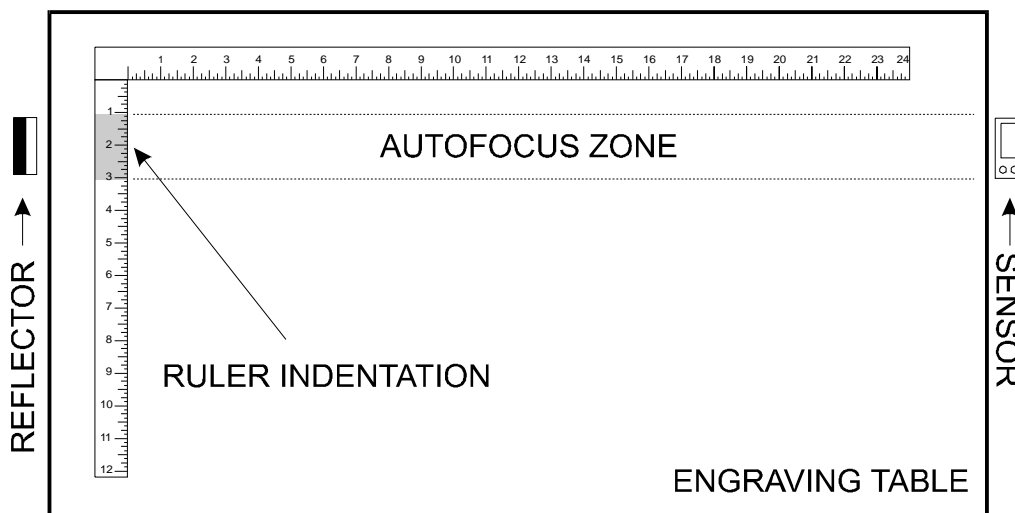 1 2 3 4 5 6 7 8 9 10 11 12 13 14 15 16 17 18 19 20 21 22 23 24
1
2
3
4
5
6
7
8
9
10
11
12
AUTOFOCUS ZONE
REFLECTOR
SENSOR
RULER INDENTATION
ENGRAVING TABLE